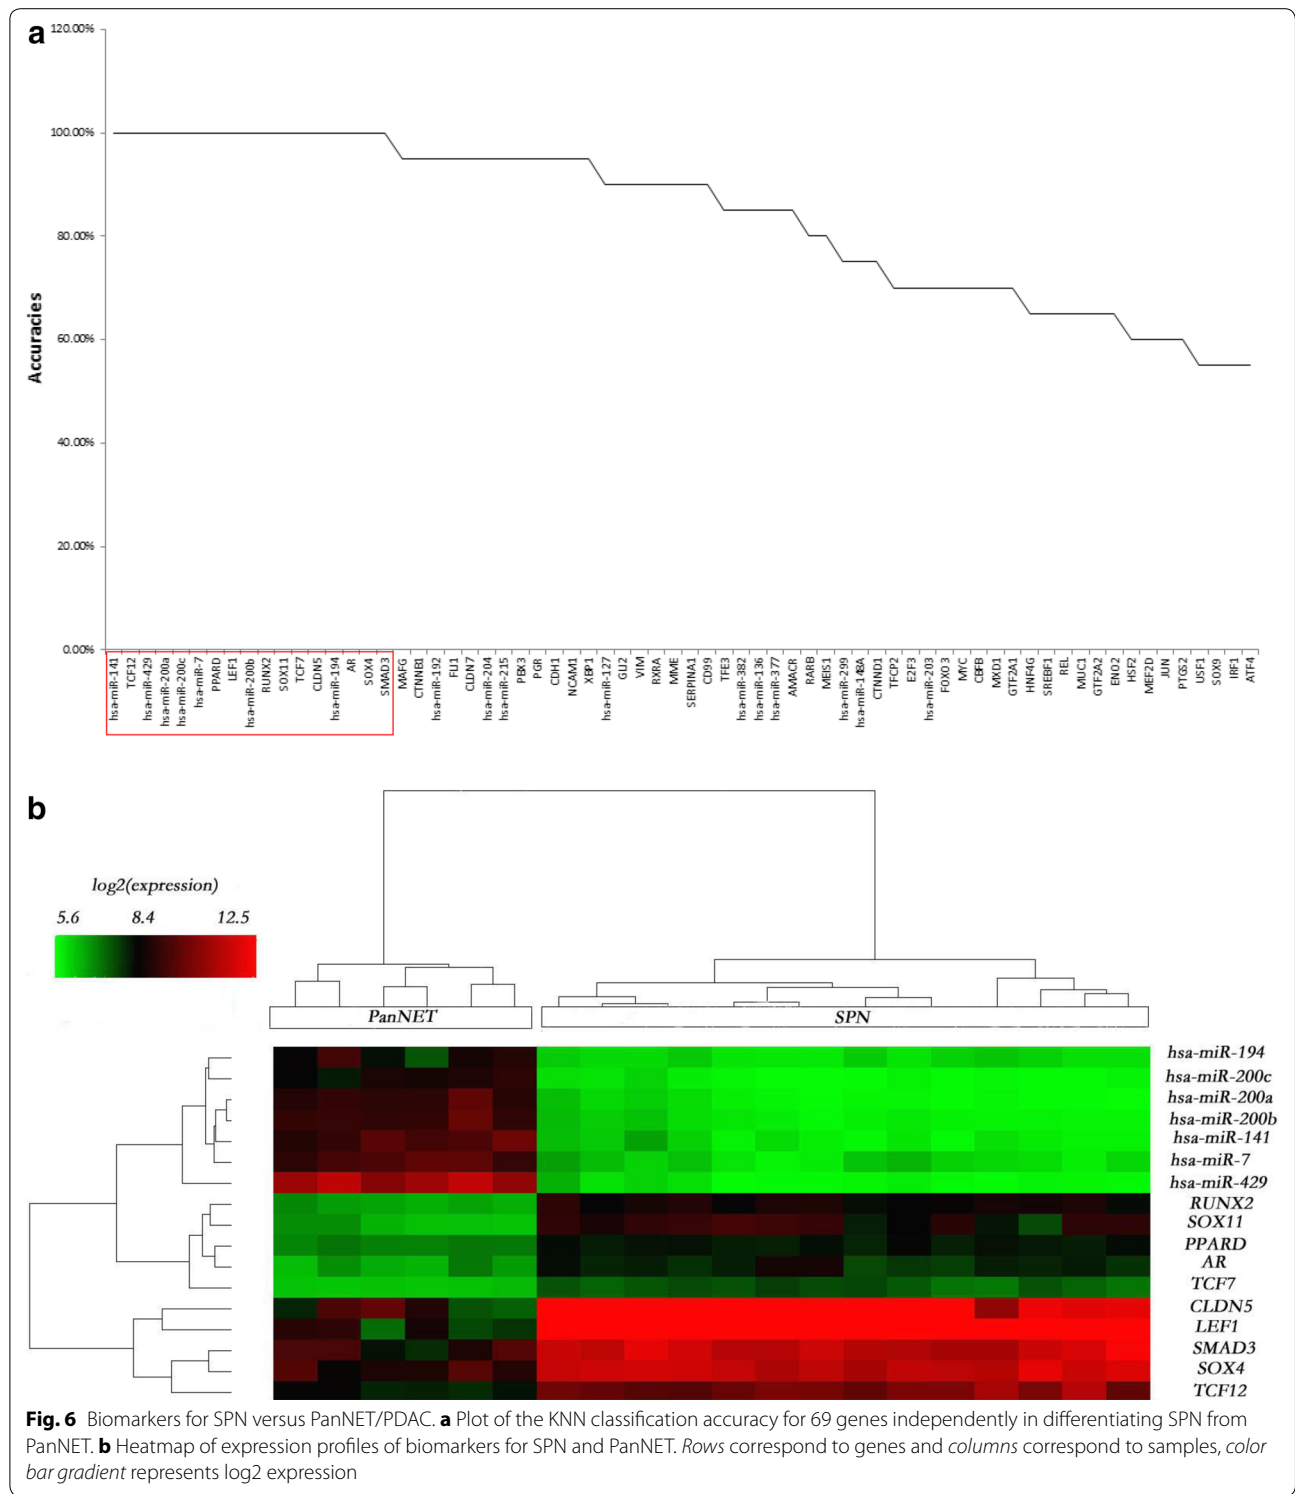 a
120.00%
100.00%
80.00%
60.00%
40.00%
20.00%
0.00%
Accuracies
hsa-miR-141
TCF12
hsa-miR-429
hsa-miR-200a
hsa-miR-200c
hsa-miR-7
PPARD
LEF1
hsa-miR-200b
RUNX2
SOX11
TCF7
CLDN5
hsa-miR-194
AR
SOX4
SMAD3
MAFG
CTNNB1
hsa-miR-192
FLI1
CLDN7
hsa-miR-204
hsa-miR-215
PBX3
PGR
CDH1
NCAM1
XBP1
hsa-miR-127
GLI2
VIM
RXRA
MME
SERPINA1
CD99
TFE3
hsa-miR-382
hsa-miR-136
hsa-miR-377
AMACR
RARB
MEIS1
hsa-miR-299
hsa-miR-148A
CTNND1
TFCP2
E2F3
hsa-miR-203
FOXO3
MYC
CBFB
MXD1
GTF2A1
HNF4G
SREBF1
REL
MUC1
GTF2A2
ENO2
HSF2
MEF2D
JUN
PTGS2
USF1
SOX9
IRF1
ATF4
b
log2(expression)
5.6 8.4 12.5
PanNET SPN
hsa-miR-194
hsa-miR-200c
hsa-miR-200a
hsa-miR-200b
hsa-miR-141
hsa-miR-7
hsa-miR-429
RUNX2
SOX11
PPARD
AR
TCF7
CLDN5
LEF1
SMAD3
SOX4
TCF12
Fig. 6 Biomarkers for SPN versus PanNET/PDAC. a Plot of the KNN classification accuracy for 69 genes independently in differentiating SPN from
PanNET. b Heatmap of expression profiles of biomarkers for SPN and PanNET. Rows correspond to genes and columns correspond to samples, color
bar gradient represents log2 expression